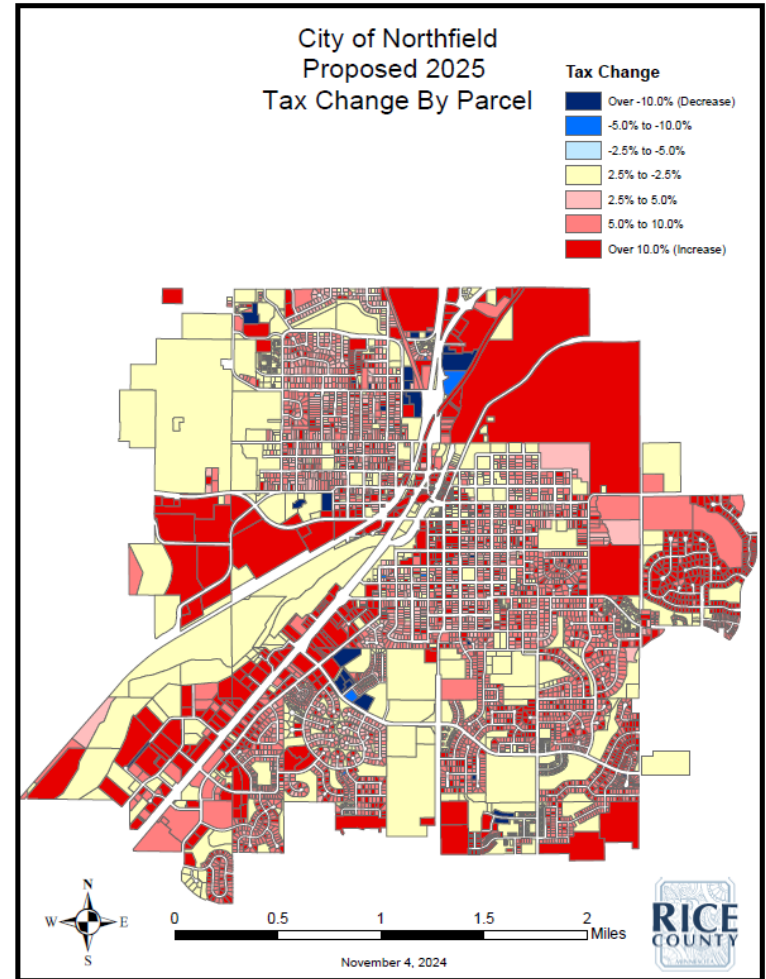 City of Northfield
Proposed 2025
Tax Change By Parcel
Tax Change
Over -10.0% (Decrease)
-5.0% to -10.0%
-2.5% to -5.0%
2.5% to -2.5%
2.5% to 5.0%
5.0% to 10.0%
Over 10.0% (Increase)
N
W E
S
0 0.5 1 1.5 2
Miles
November 4, 2024
RICE
COUNTY
MINNESOTA